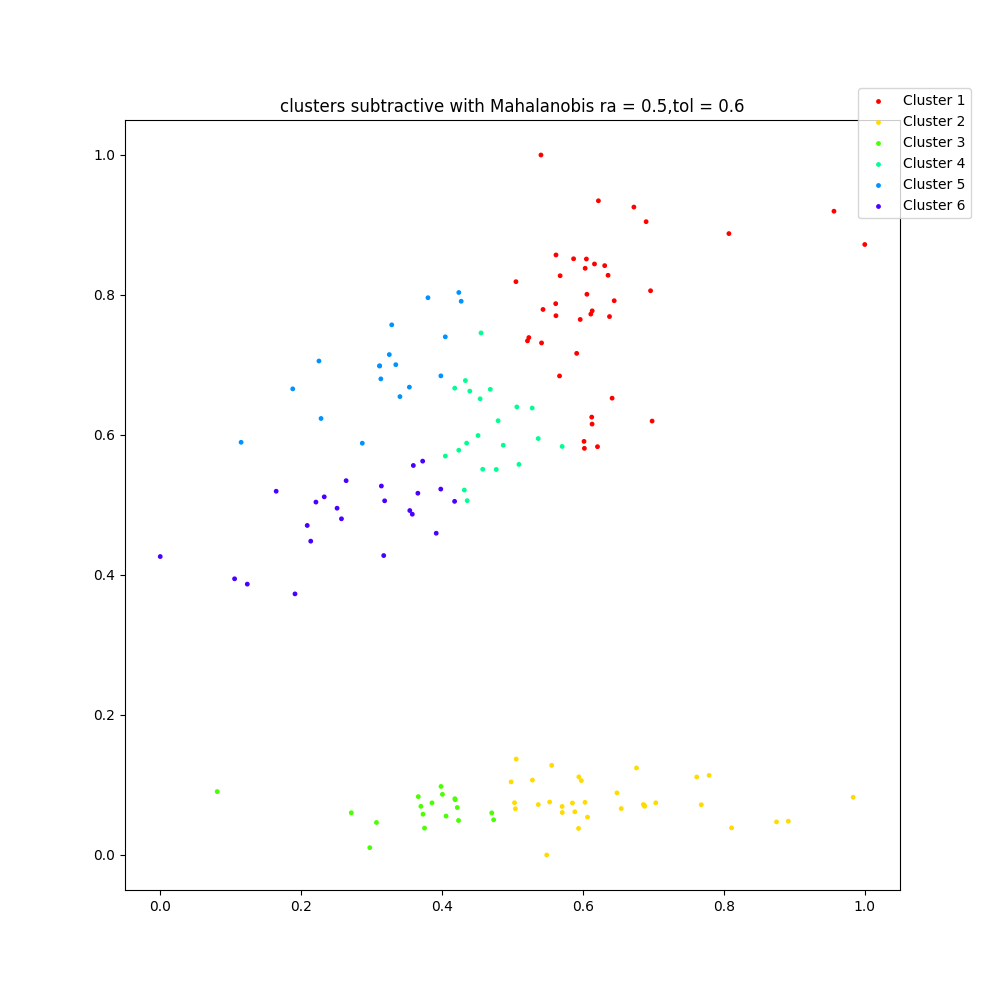 clusters subtractive with Mahalanobis ra = 0.5,tol = 0.6
Cluster 1
Cluster 2
Cluster 3
Cluster 4
Cluster 5
Cluster 6
1.0
0.8
0.6
0.4
0.2
0.0
0.0 0.2 0.4 0.6 0.8 1.0